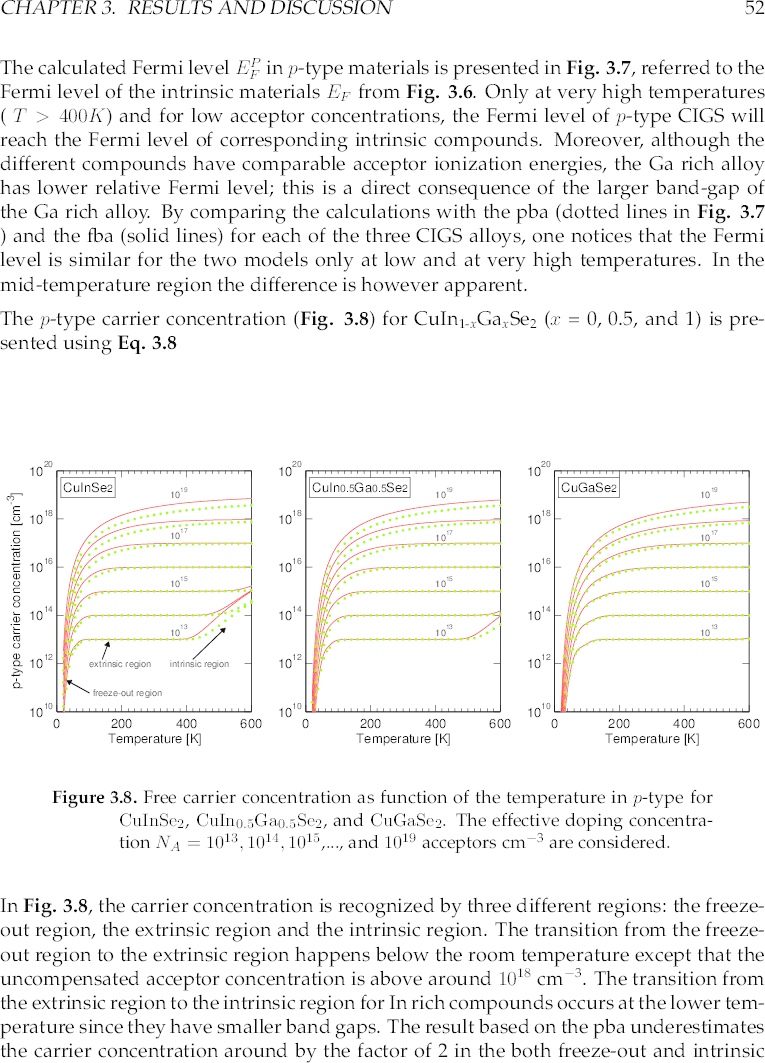 CHAPTER 3. RESULTS AND DISCUSSION 52
The calculated Fermi level E_F^P in p-type materials is presented in Fig. 3.7, referred to the
Fermi level of the intrinsic materials E_F from Fig. 3.6. Only at very high temperatures
( T > 400K) and for low acceptor concentrations, the Fermi level of p-type CIGS will
reach the Fermi level of corresponding intrinsic compounds. Moreover, although the
different compounds have comparable acceptor ionization energies, the Ga rich alloy
has lower relative Fermi level; this is a direct consequence of the larger band-gap of
the Ga rich alloy. By comparing the calculations with the pba (dotted lines in Fig. 3.7
) and the fba (solid lines) for each of the three CIGS alloys, one notices that the Fermi
level is similar for the two models only at low and at very high temperatures. In the
mid-temperature region the difference is however apparent.
The p-type carrier concentration (Fig. 3.8) for CuIn1-xGaxSe2 (x = 0, 0.5, and 1) is pre-
sented using Eq. 3.8
p-type carrier concentration [cm^-3]
10^20
10^18
10^16
10^14
10^12
10^10
CuInSe2
10^19
10^17
10^15
10^13
extrinsic region
intrinsic region
freeze-out region
0 200 400 600
Temperature [K]
10^20
10^18
10^16
10^14
10^12
10^10
CuIn0.5Ga0.5Se2
10^19
10^17
10^15
10^13
0 200 400 600
Temperature [K]
10^20
10^18
10^16
10^14
10^12
10^10
CuGaSe2
10^19
10^17
10^15
10^13
0 200 400 600
Temperature [K]
Figure 3.8. Free carrier concentration as function of the temperature in p-type for
CuInSe2, CuIn0.5Ga0.5Se2, and CuGaSe2. The effective doping concentra-
tion N_A = 10^13, 10^14, 10^15,..., and 10^19 acceptors cm^−3 are considered.
In Fig. 3.8, the carrier concentration is recognized by three different regions: the freeze-
out region, the extrinsic region and the intrinsic region. The transition from the freeze-
out region to the extrinsic region happens below the room temperature except that the
uncompensated acceptor concentration is above around 10^18 cm^−3. The transition from
the extrinsic region to the intrinsic region for In rich compounds occurs at the lower tem-
perature since they have smaller band gaps. The result based on the pba underestimates
the carrier concentration around by the factor of 2 in the both freeze-out and intrinsic